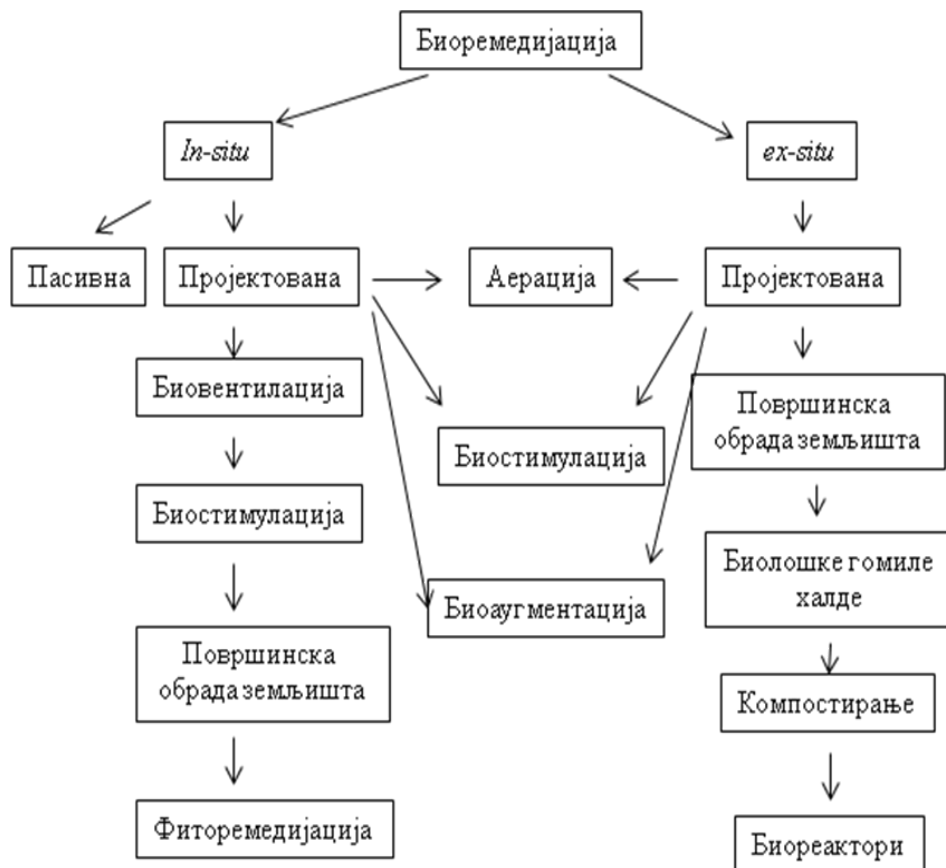 Биоремедијација
In-situ
ex-situ
Пасивна
Пројектована
Аерација
Пројектована
Биовентилација
Површинска
обрада земљишта
Биостимулација
Биостимулација
Биолошке гомиле
халде
Биоаугментација
Површинска
обрада земљишта
Компостирање
Фиторемедијација
Биореактори